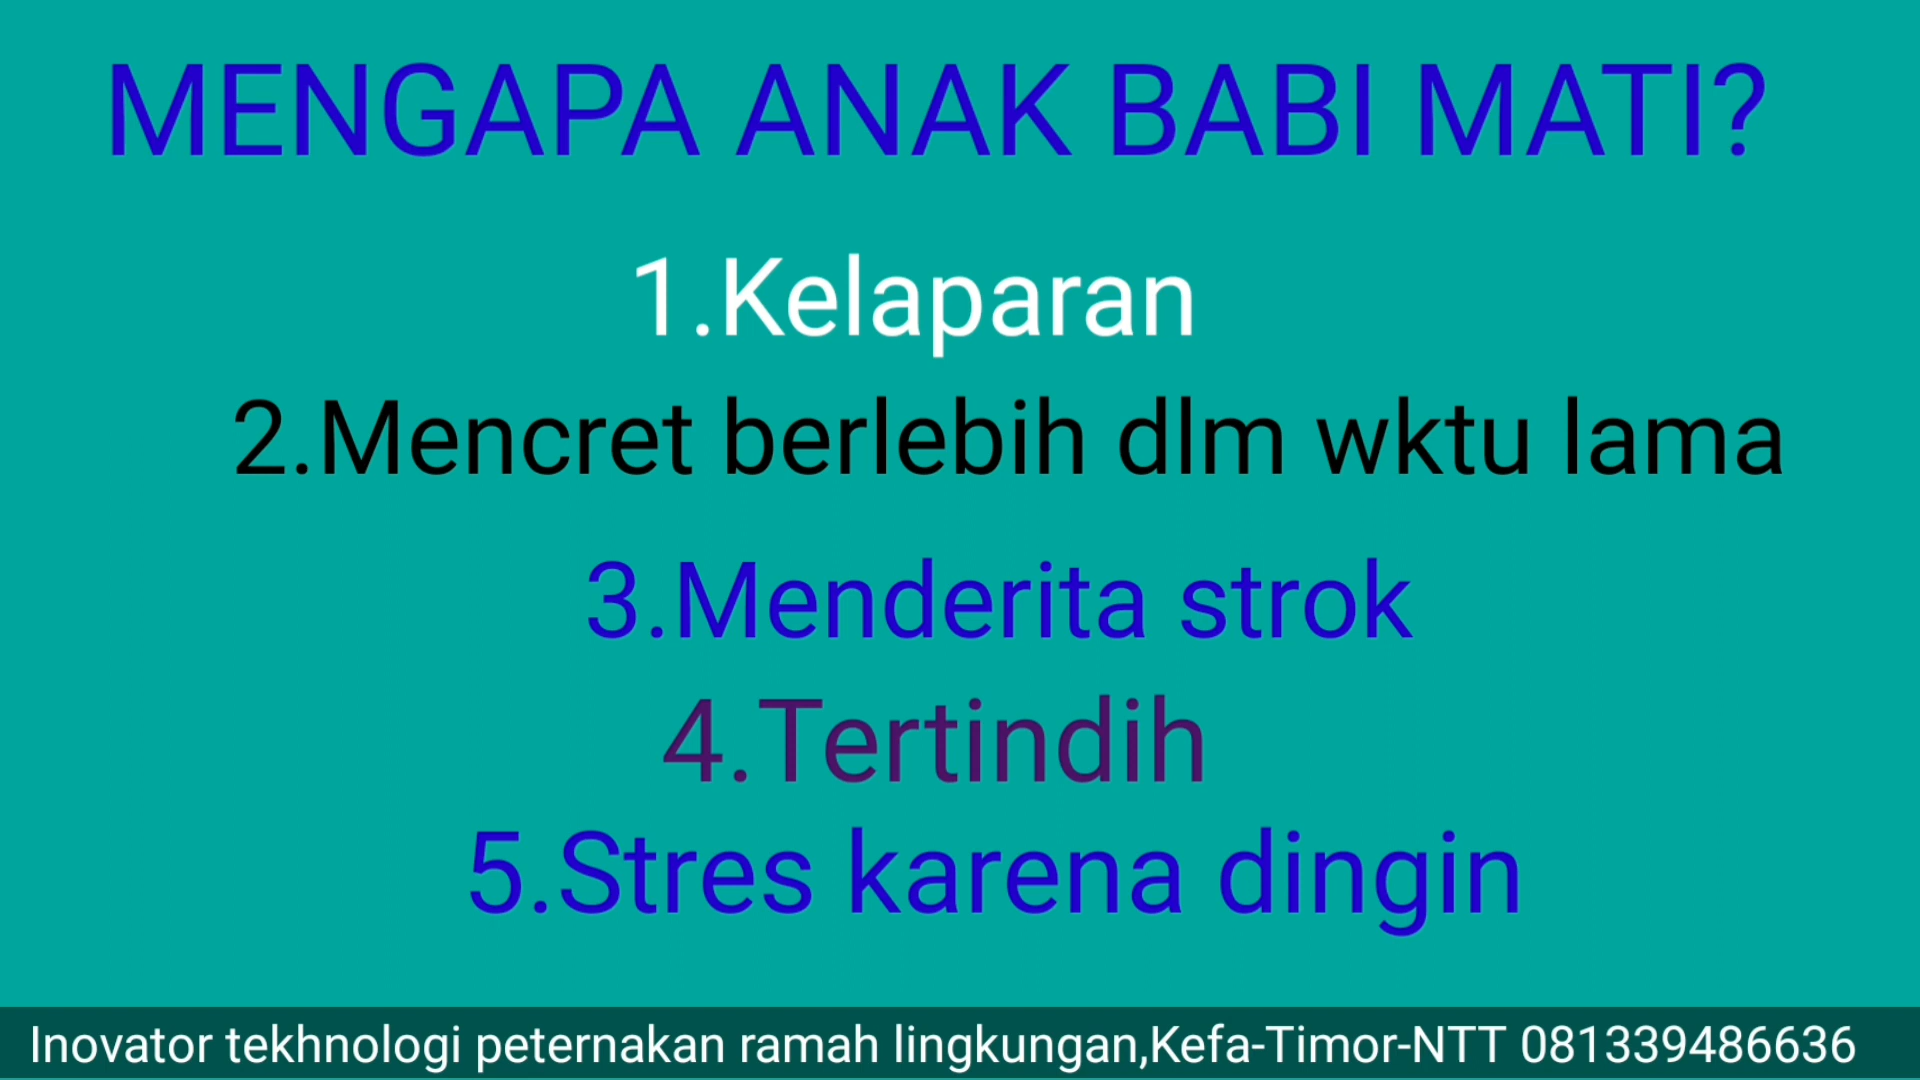 MENGAPA ANAK BABI MATI?
1.Kelaparan
2.Mencret berlebih dlm wktu lama
3.Menderita strok
4.Tertindih
5.Stres karena dingin
Inovator tekhnologi peternakan ramah lingkungan,Kefa-Timor-NTT 081339486636